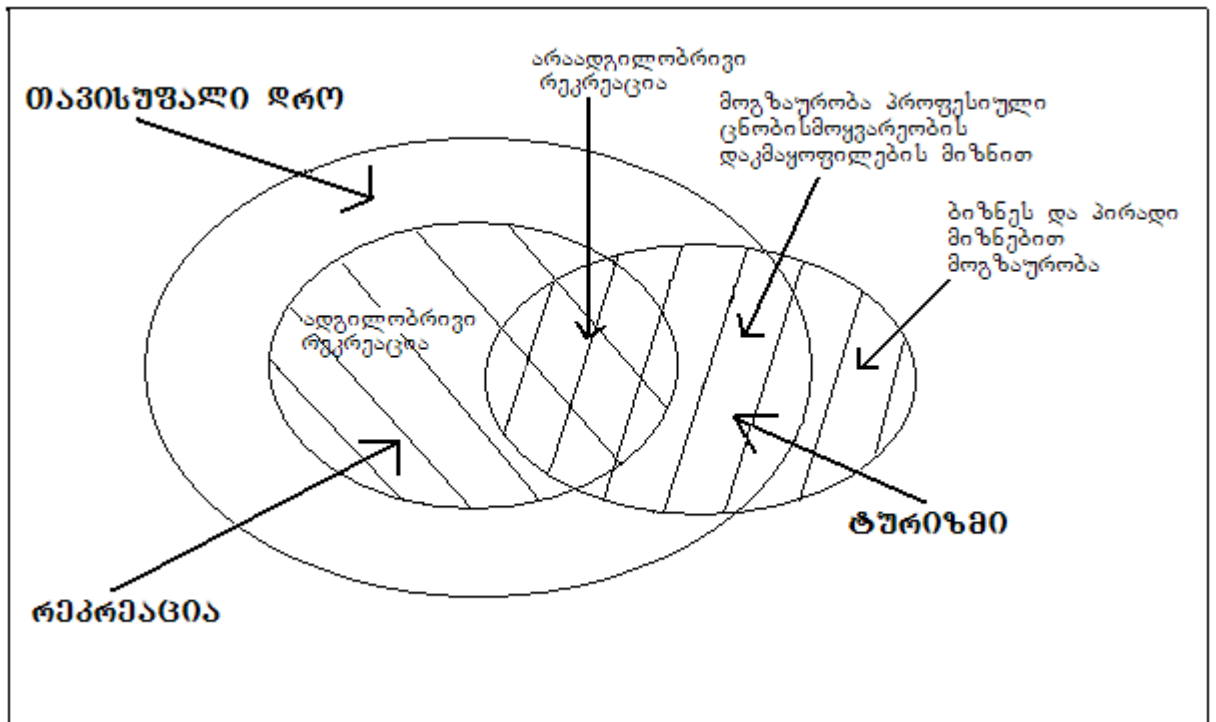 თავისუფალი დრო
არაადგილობრივი
რეკრეაცია
მოგზაურობა პროფესიული
ცნობისმოყვარეობის
დაკმაყოფილების მიზნით
ბიზნეს და პირადი
მიზნებით
მოგზაურობა
ადგილობრივი
რეკრეაცია
ტურიზმი
რეკრეაცია